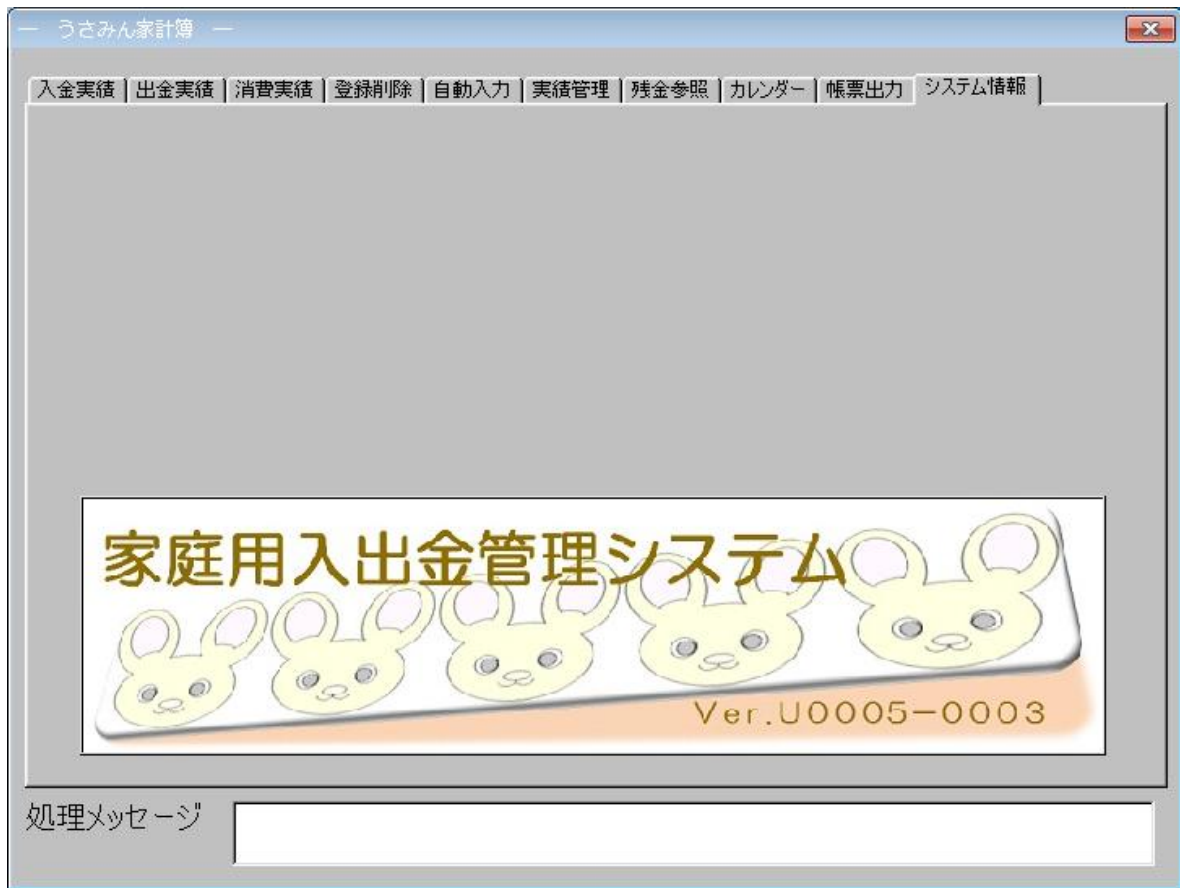 － うさみん家計簿 －
入金実績 出金実績 消費実績 登録削除 自動入力 実績管理 残金参照 カレンダー 帳票出力 システム情報
家庭用入出金管理システム
Ver.U0005-0003
処理メッセージ